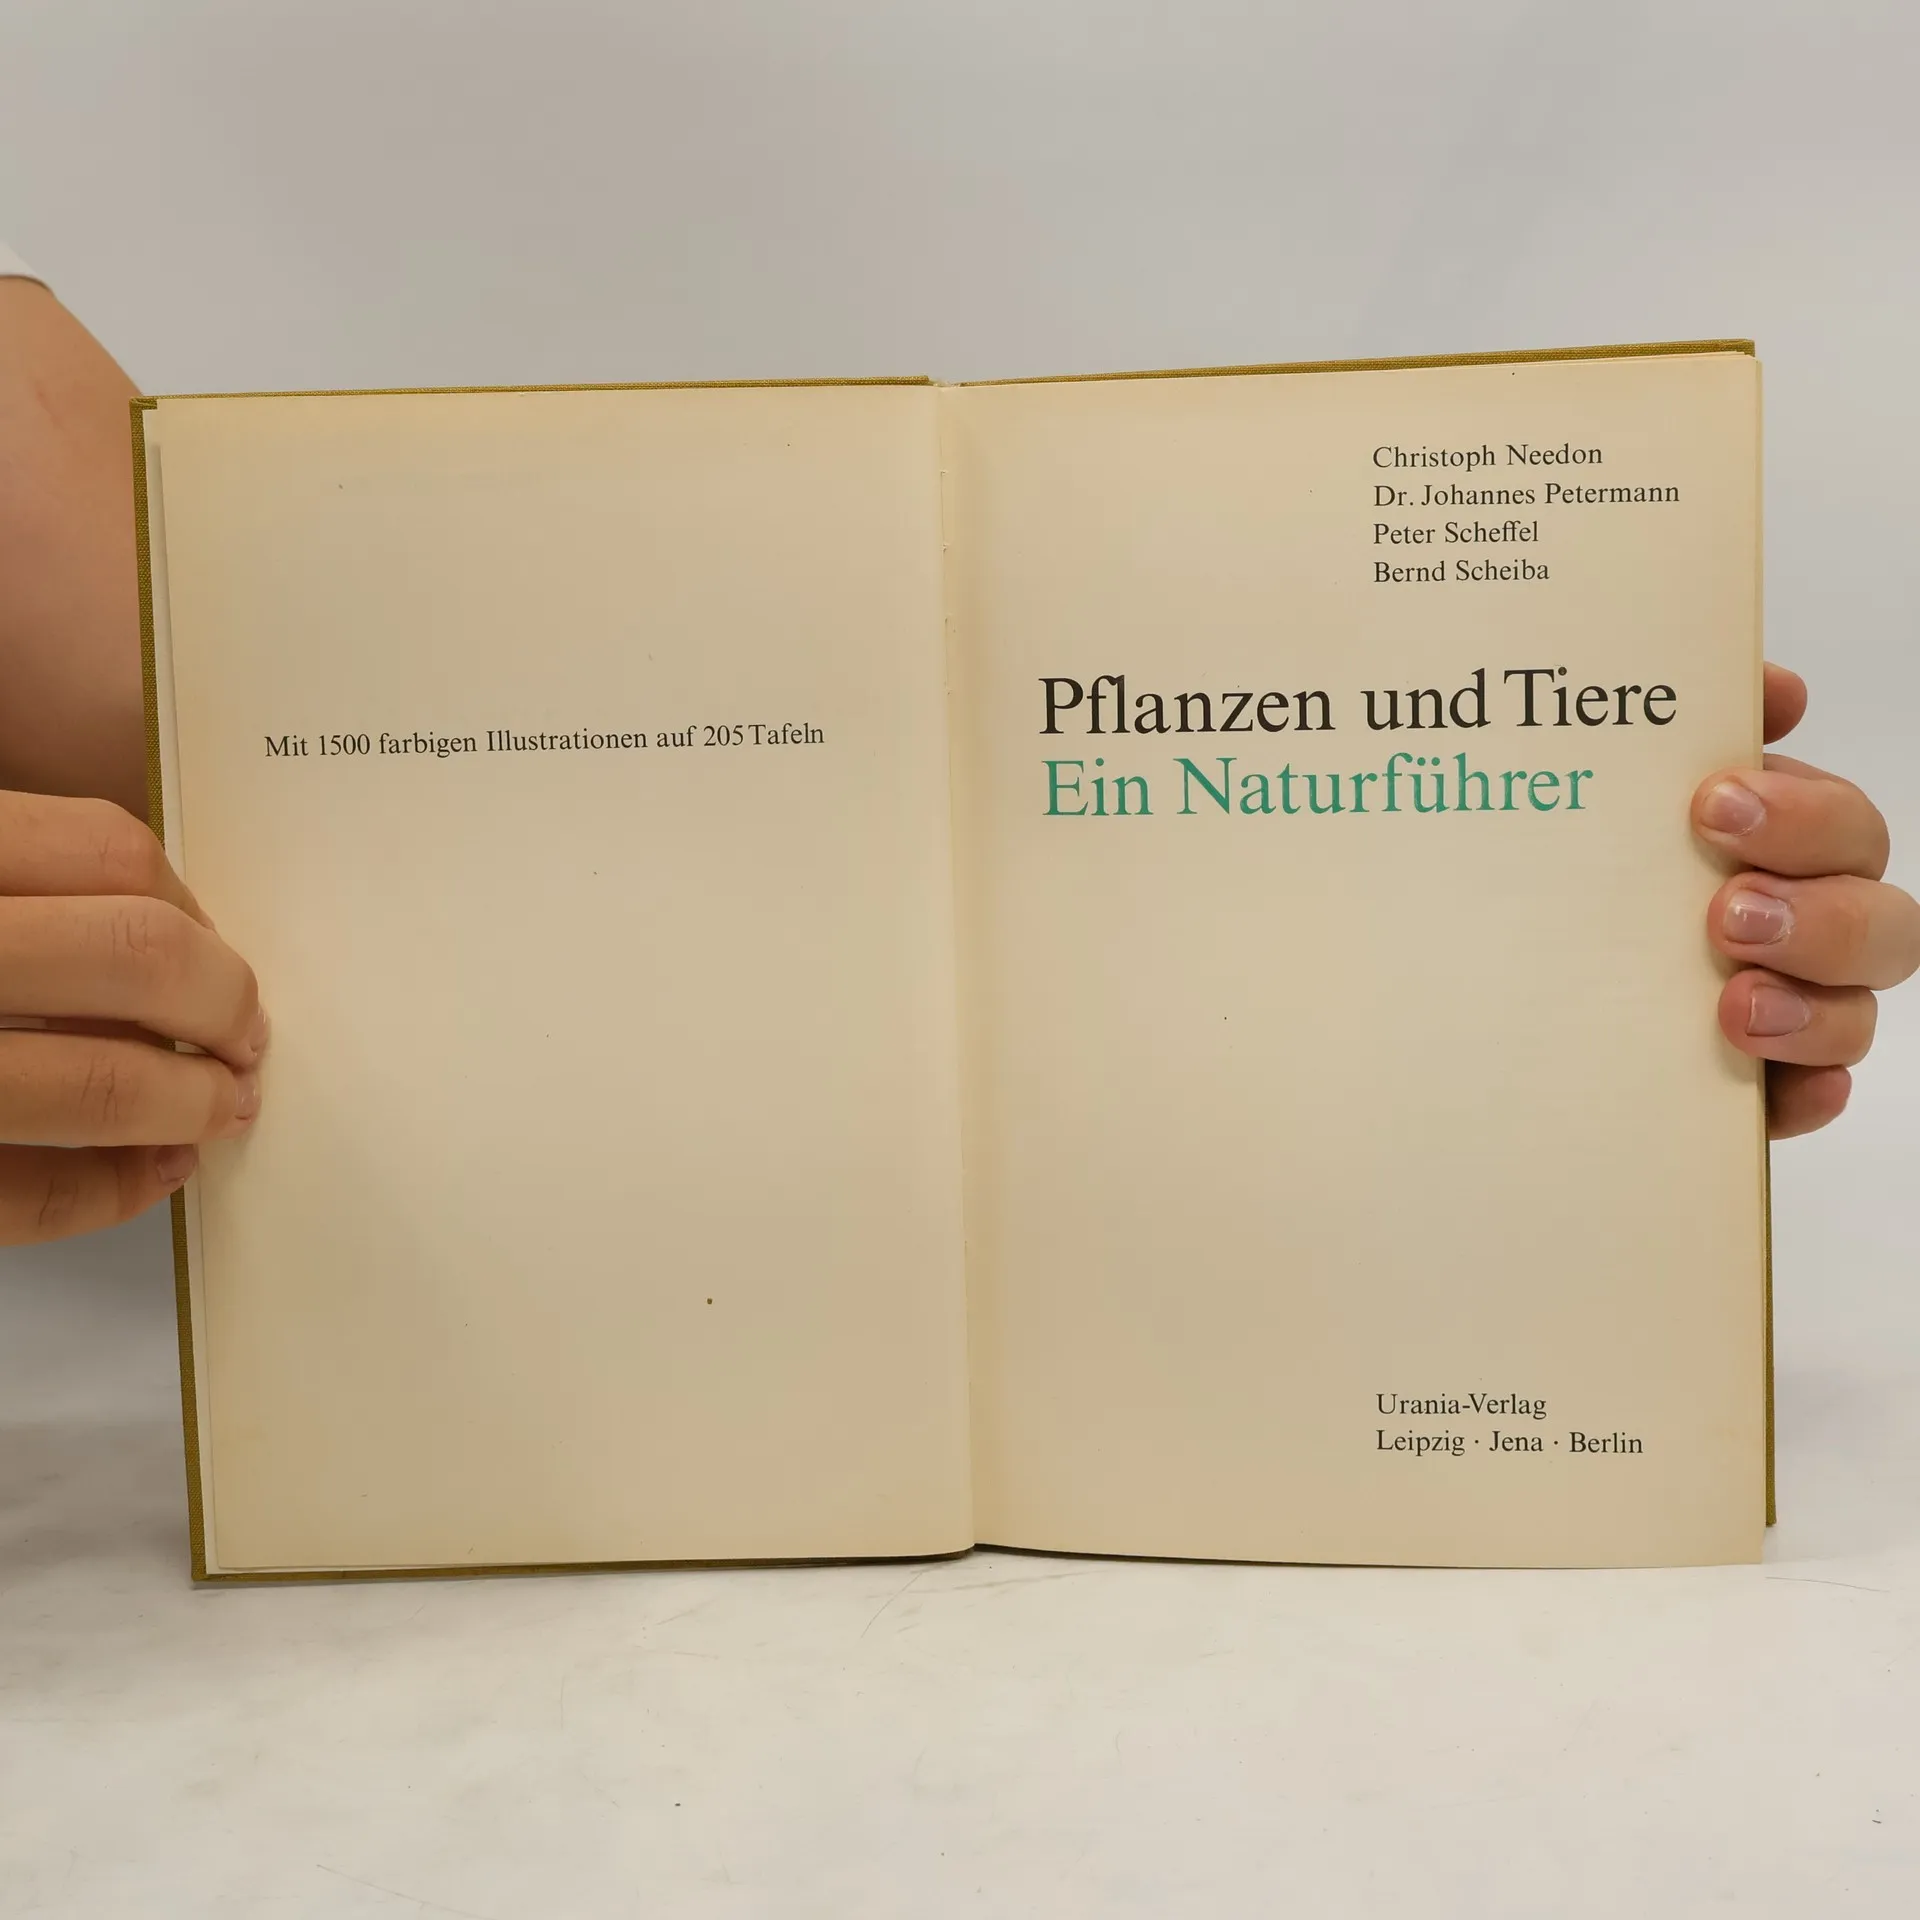 Mit 1500 farbigen Illustrationen auf 205 Tafeln
Christoph Needon
Dr. Johannes Petermann
Peter Scheffel
Bernd Scheiba
Pflanzen und Tiere
Ein Naturführer
Urania-Verlag
Leipzig · Jena · Berlin